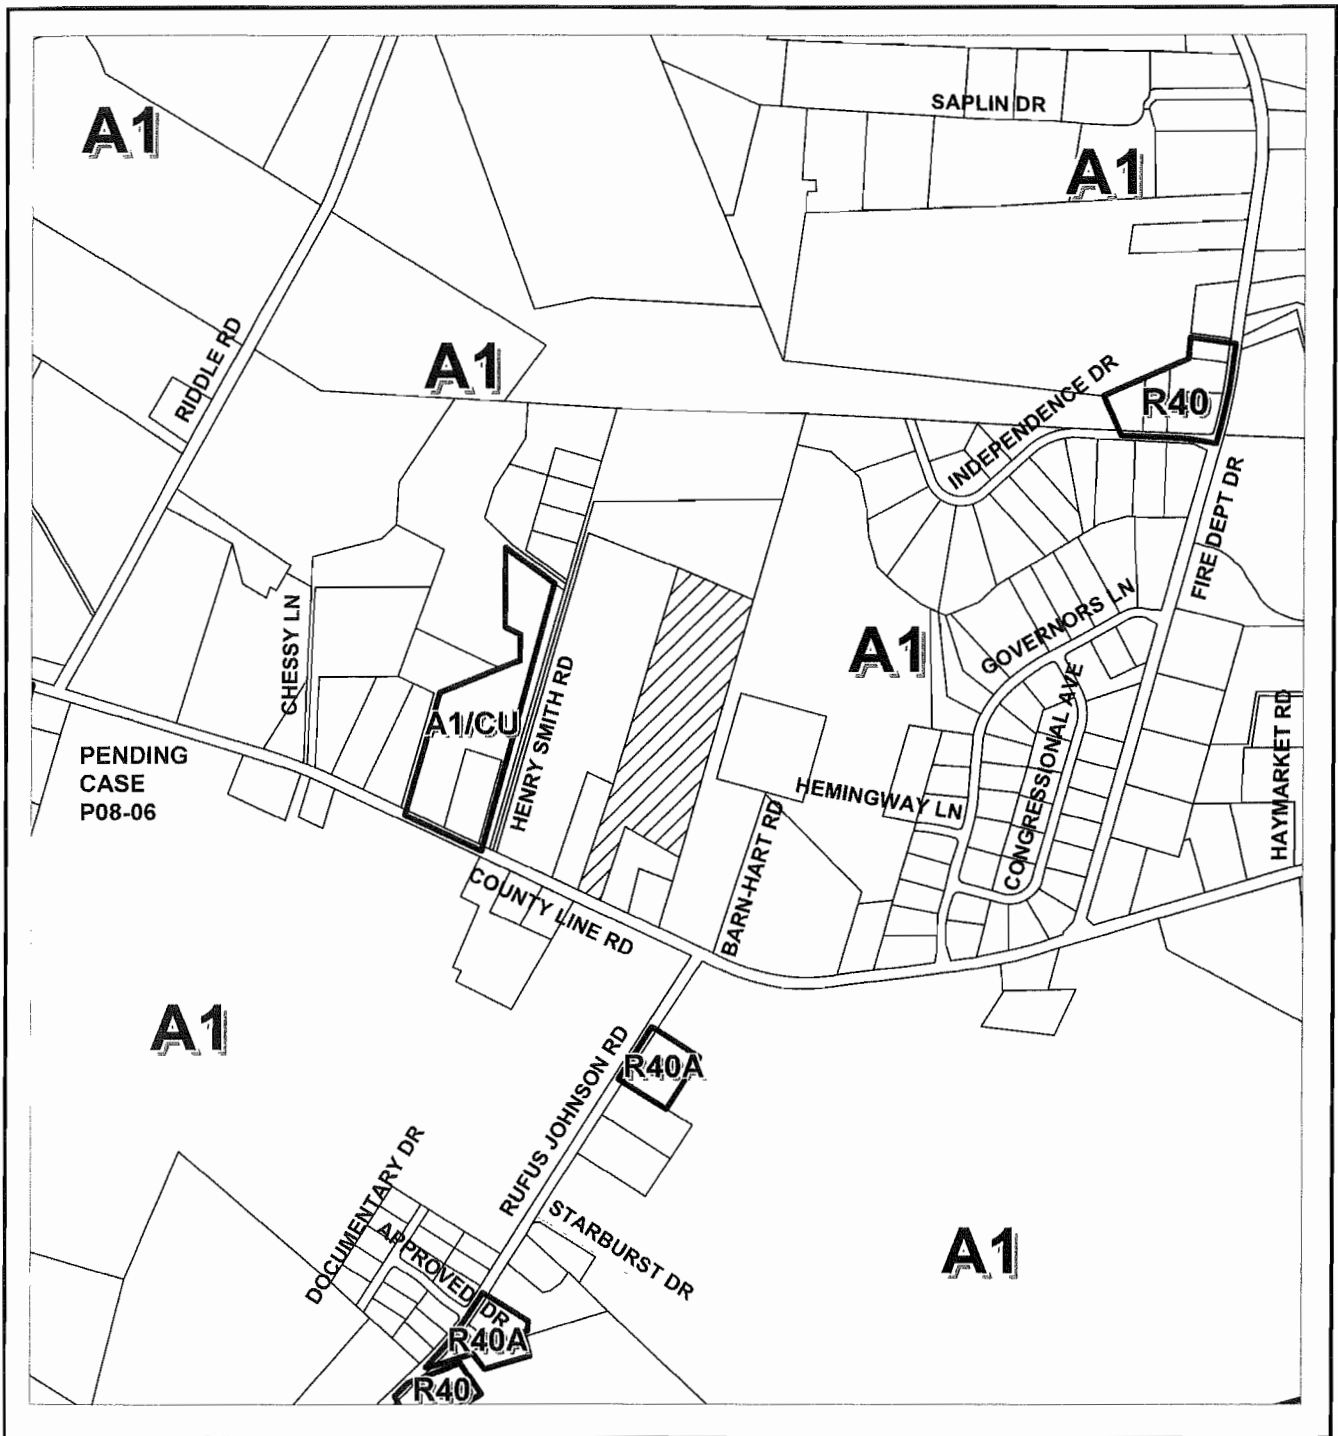 SAPLIN DR
A1
A1
RIDDLE RD
A1
INDEPENDENCE DR
R40
FIRE DEPT DR
CHESSY LN
GOVERNORS LN
A1
A1/CU
HENRY SMITH RD
CONGRESSIONAL AVE
HAYMARKET RD
PENDING
CASE
P08-06
HEMINGWAY LN
BARN-HART RD
COUNTY LINE RD
A1
RUFUS JOHNSON RD
R40A
DOCUMENTARY DR
APPROVED DR
STARBURST DR
A1
R40A
R40